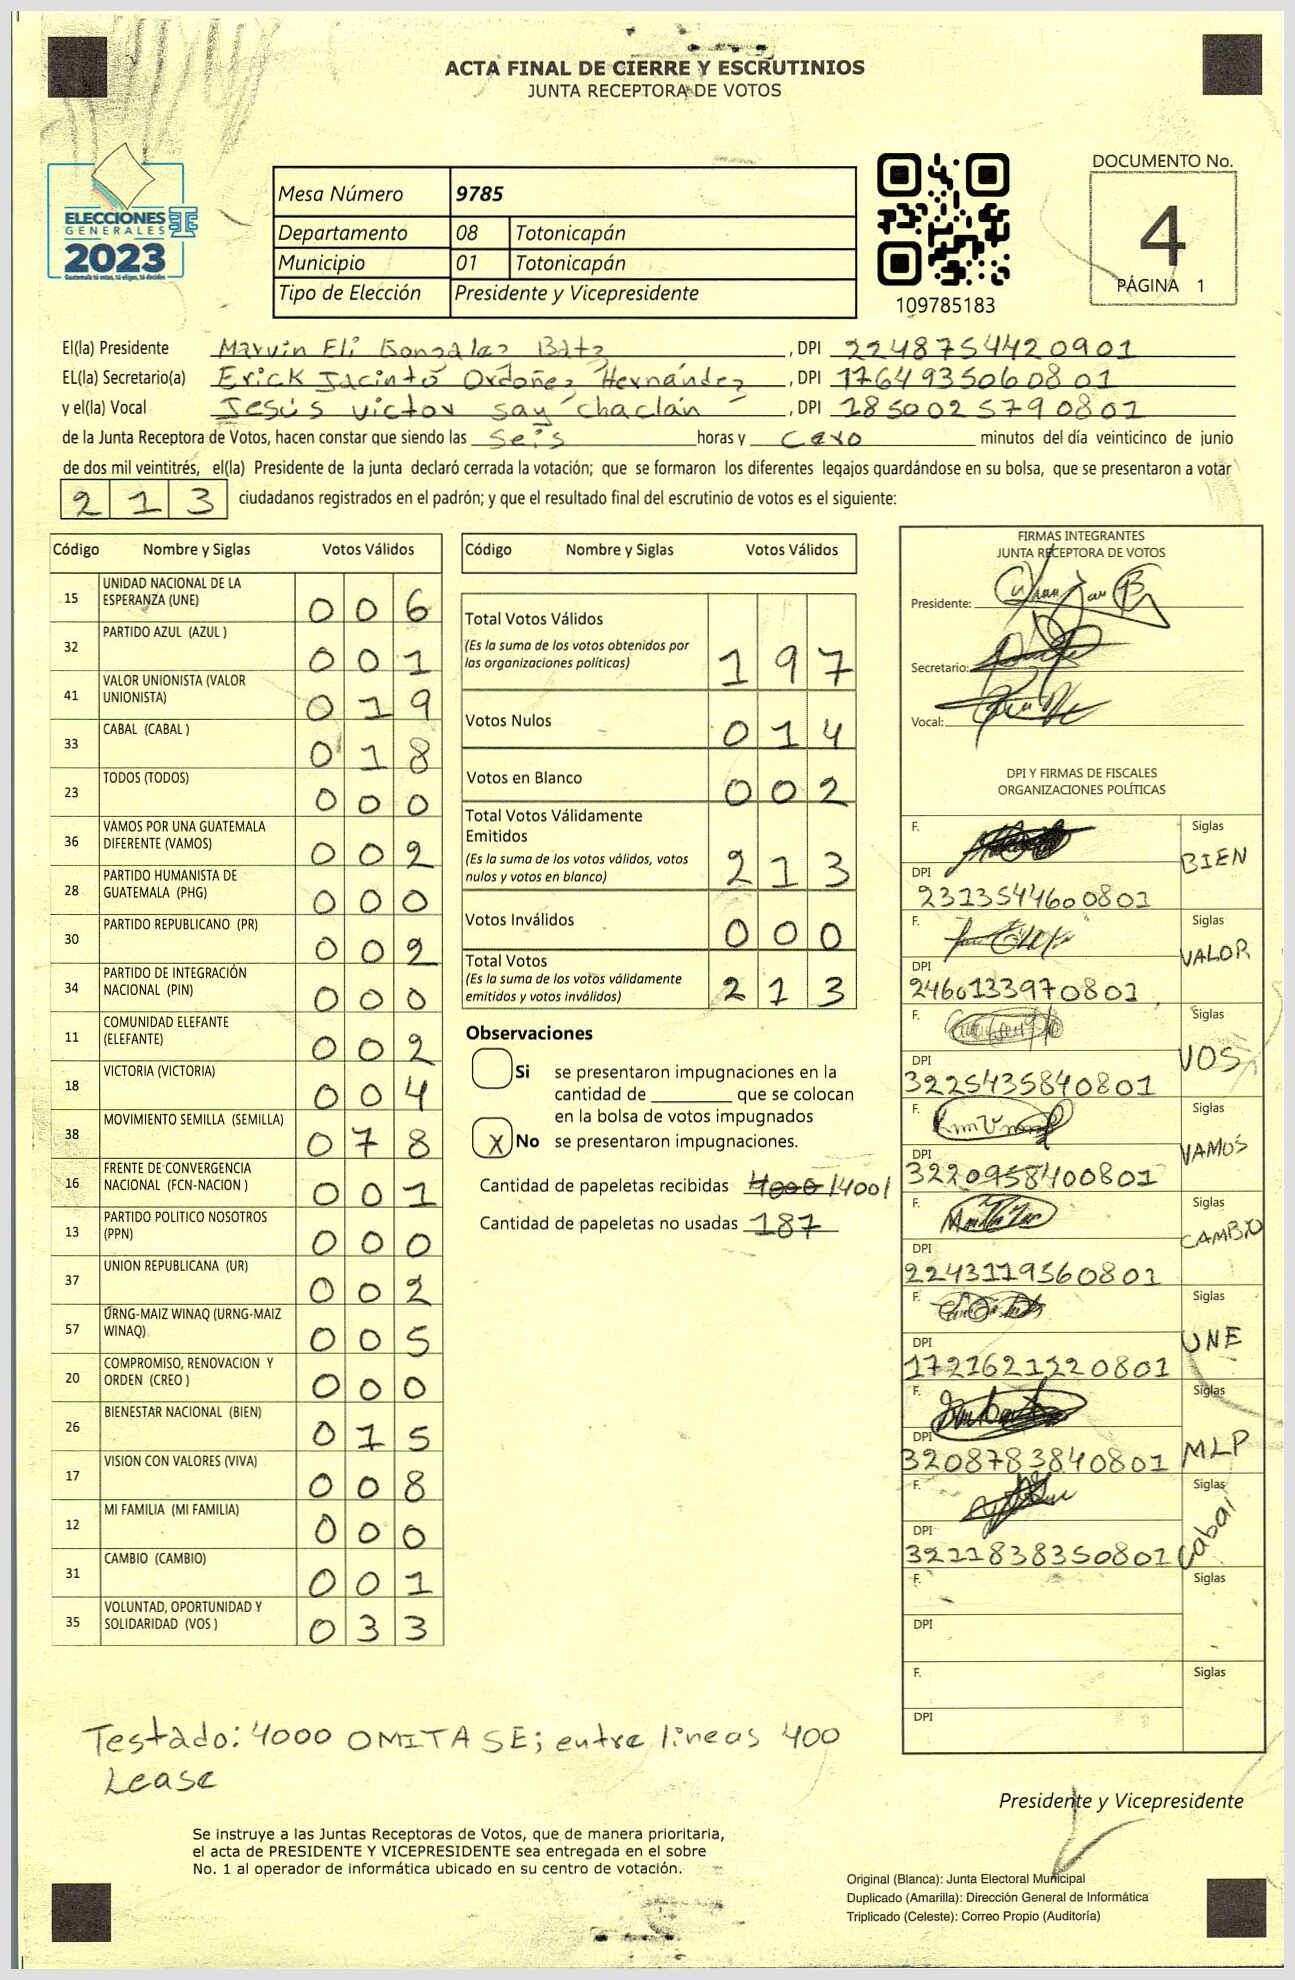 ACTA FINAL DE CIERRE Y ESCRUTINIOS
JUNTA RECEPTORA DE VOTOS
ELECCIONES
GENERALES
2023
Guatemala tú votas, tú eliges, tú decides
Mesa Número 9785
Departamento 08 Totonicapán
Municipio 01 Totonicapán
Tipo de Elección Presidente y Vicepresidente
109785183
DOCUMENTO No.
4
PÁGINA 1
El(la) Presidente Marvin Eli Gonzalez Batz, DPI 2248754420901
EL(la) Secretario(a) Erick Jacinto Ordoñez Hernández, DPI 1764935060801
y el(la) Vocal Jesús victor say chaclán, DPI 1850025790801
de la Junta Receptora de Votos, hacen constar que siendo las seis horas y cero minutos del día veinticinco de junio
de dos mil veintitrés, el(la) Presidente de la junta declaró cerrada la votación; que se formaron los diferentes legajos guardándose en su bolsa, que se presentaron a votar
213 ciudadanos registrados en el padrón; y que el resultado final del escrutinio de votos es el siguiente:
Código Nombre y Siglas Votos Válidos
15 UNIDAD NACIONAL DE LA ESPERANZA (UNE) 006
32 PARTIDO AZUL (AZUL ) 001
41 VALOR UNIONISTA (VALOR UNIONISTA) 019
33 CABAL (CABAL ) 018
23 TODOS (TODOS) 000
36 VAMOS POR UNA GUATEMALA DIFERENTE (VAMOS) 002
28 PARTIDO HUMANISTA DE GUATEMALA (PHG) 000
30 PARTIDO REPUBLICANO (PR) 002
34 PARTIDO DE INTEGRACIÓN NACIONAL (PIN) 000
11 COMUNIDAD ELEFANTE (ELEFANTE) 002
18 VICTORIA (VICTORIA) 004
38 MOVIMIENTO SEMILLA (SEMILLA) 078
16 FRENTE DE CONVERGENCIA NACIONAL (FCN-NACION ) 001
13 PARTIDO POLITICO NOSOTROS (PPN) 000
37 UNION REPUBLICANA (UR) 002
57 URNG-MAIZ WINAQ (URNG-MAIZ WINAQ) 005
20 COMPROMISO, RENOVACION Y ORDEN (CREO ) 000
26 BIENESTAR NACIONAL (BIEN) 015
17 VISION CON VALORES (VIVA) 008
12 MI FAMILIA (MI FAMILIA) 000
31 CAMBIO (CAMBIO) 001
35 VOLUNTAD, OPORTUNIDAD Y SOLIDARIDAD (VOS ) 033
Código Nombre y Siglas Votos Válidos
Total Votos Válidos 197
(Es la suma de los votos obtenidos por
las organizaciones políticas)
Votos Nulos 014
Votos en Blanco 002
Total Votos Válidamente
Emitidos 213
(Es la suma de los votos válidos, votos
nulos y votos en blanco)
Votos Inválidos 000
Total Votos 213
(Es la suma de los votos válidamente
emitidos y votos inválidos)
Observaciones
Si se presentaron impugnaciones en la
cantidad de ________ que se colocan
en la bolsa de votos impugnados
X No se presentaron impugnaciones.
Cantidad de papeletas recibidas 4000 /400/
Cantidad de papeletas no usadas 187
FIRMAS INTEGRANTES
JUNTA RECEPTORA DE VOTOS
Presidente:
Secretario:
Vocal:
DPI Y FIRMAS DE FISCALES
ORGANIZACIONES POLÍTICAS
F. Siglas BIEN
DPI 2313544600801
F. Siglas VALOR
DPI 2460133970801
F. Siglas VOS
DPI 3225435840801
F. Siglas VAMOS
DPI 3220958400801
F. Siglas CAMBIO
DPI 2243119560801
F. Siglas UNE
DPI 1721621220801
F. Siglas MLP
DPI 3208783840801
F. Siglas Cabal
DPI 3211838350801
F. Siglas
DPI
F. Siglas
DPI
Testado: 4000 OMITASE; entre lineas 400
Lease
Presidente y Vicepresidente
Se instruye a las Juntas Receptoras de Votos, que de manera prioritaria,
el acta de PRESIDENTE Y VICEPRESIDENTE sea entregada en el sobre
No. 1 al operador de informática ubicado en su centro de votación.
Original (Blanca): Junta Electoral Municipal
Duplicado (Amarilla): Dirección General de Informática
Triplicado (Celeste): Correo Propio (Auditoría)